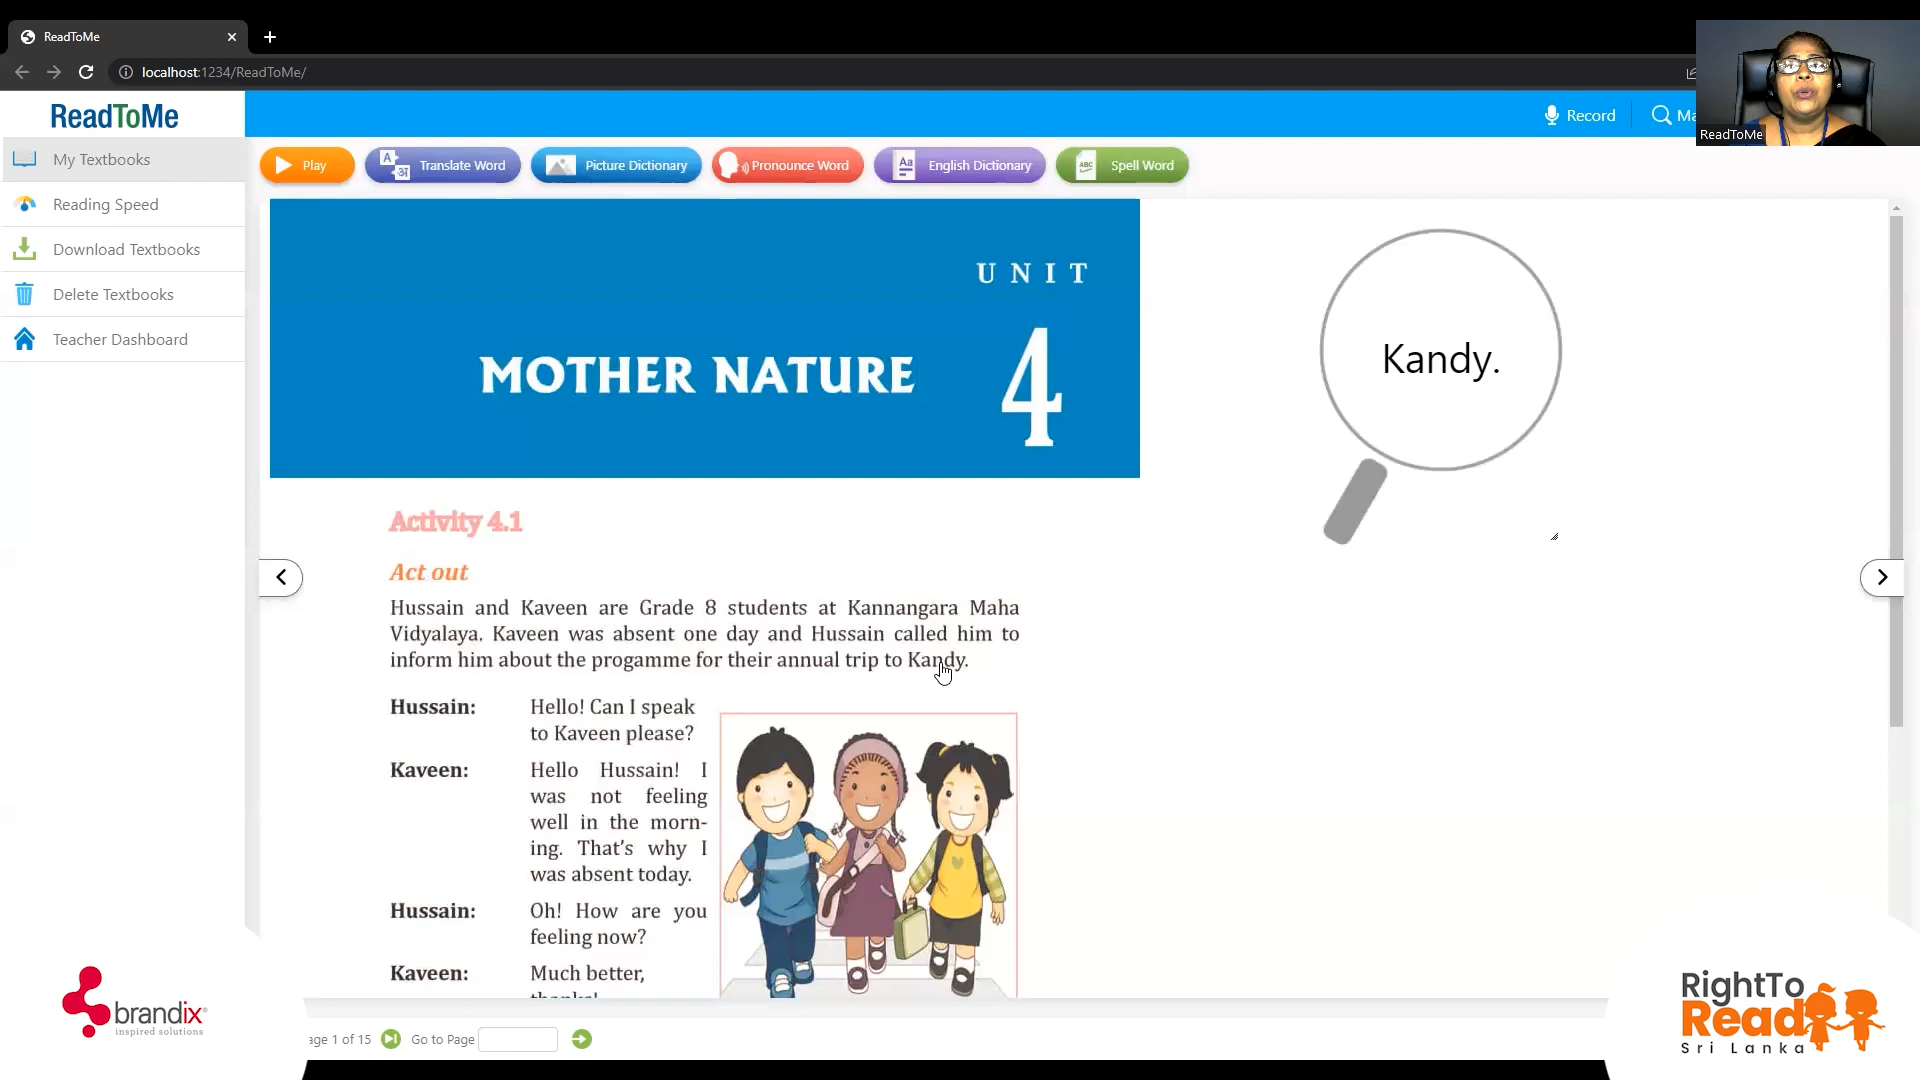 ReadToMe
localhost:1234/ReadToMe/
ReadToMe
Record
ReadToMe
My Textbooks
Reading Speed
Download Textbooks
Delete Textbooks
Teacher Dashboard
Play
Translate Word
Picture Dictionary
Pronounce Word
English Dictionary
Spell Word
UNIT
4
MOTHER NATURE
Kandy.
Activity 4.1
Act out
Hussain and Kaveen are Grade 8 students at Kannangara Maha
Vidyalaya. Kaveen was absent one day and Hussain called him to
inform him about the progamme for their annual trip to Kandy.
Hussain: Hello! Can I speak
to Kaveen please?
Kaveen: Hello Hussain! I
was not feeling
well in the morn-
ing. That's why I
was absent today.
Hussain: Oh! How are you
feeling now?
Kaveen: Much better,
thanks!
age 1 of 15
Go to Page
brandix
inspired solutions
RightTo
Read
Sri Lanka